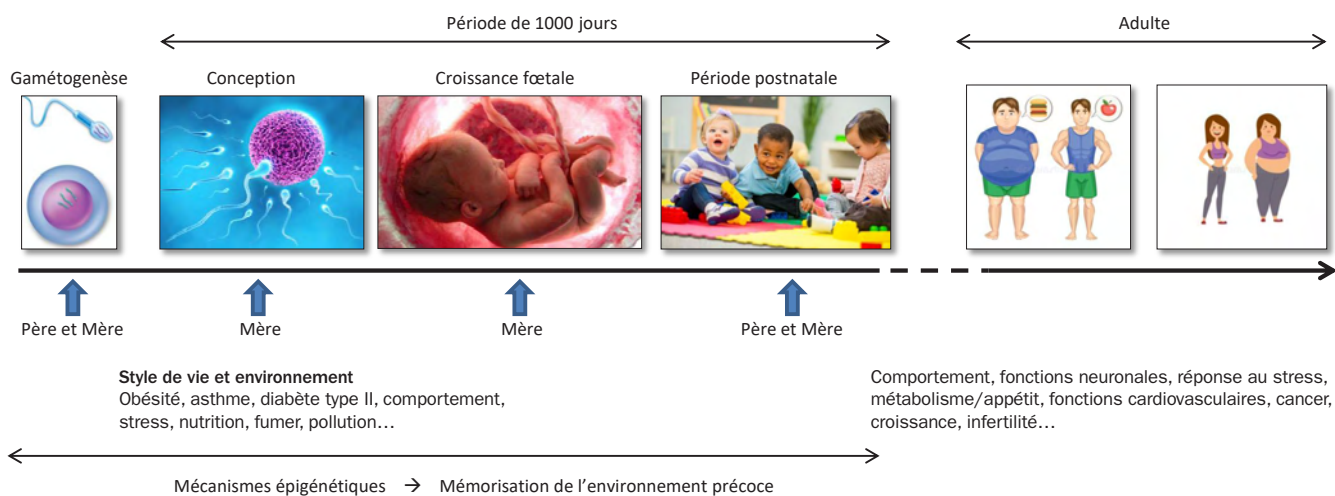 Période de 1000 jours
Adulte
Gamétogenèse
Conception
Croissance fœtale
Période postnatale
Père et Mère
Mère
Mère
Père et Mère
Style de vie et environnement
Obésité, asthme, diabète type II, comportement,
stress, nutrition, fumer, pollution…
Comportement, fonctions neuronales, réponse au stress,
métabolisme/appétit, fonctions cardiovasculaires, cancer,
croissance, infertilité…
Mécanismes épigénétiques → Mémorisation de l’environnement précoce